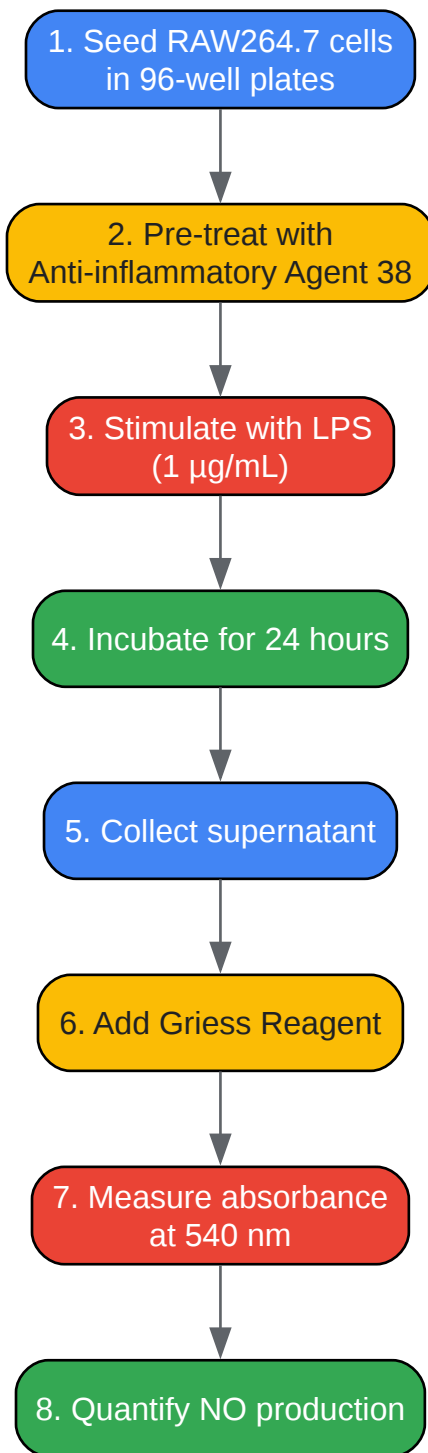 1. Seed RAW264.7 cells
in 96-well plates
2. Pre-treat with
Anti-inflammatory Agent 38
3. Stimulate with LPS
(1 µg/mL)
4. Incubate for 24 hours
5. Collect supernatant
6. Add Griess Reagent
7. Measure absorbance
at 540 nm
8. Quantify NO production